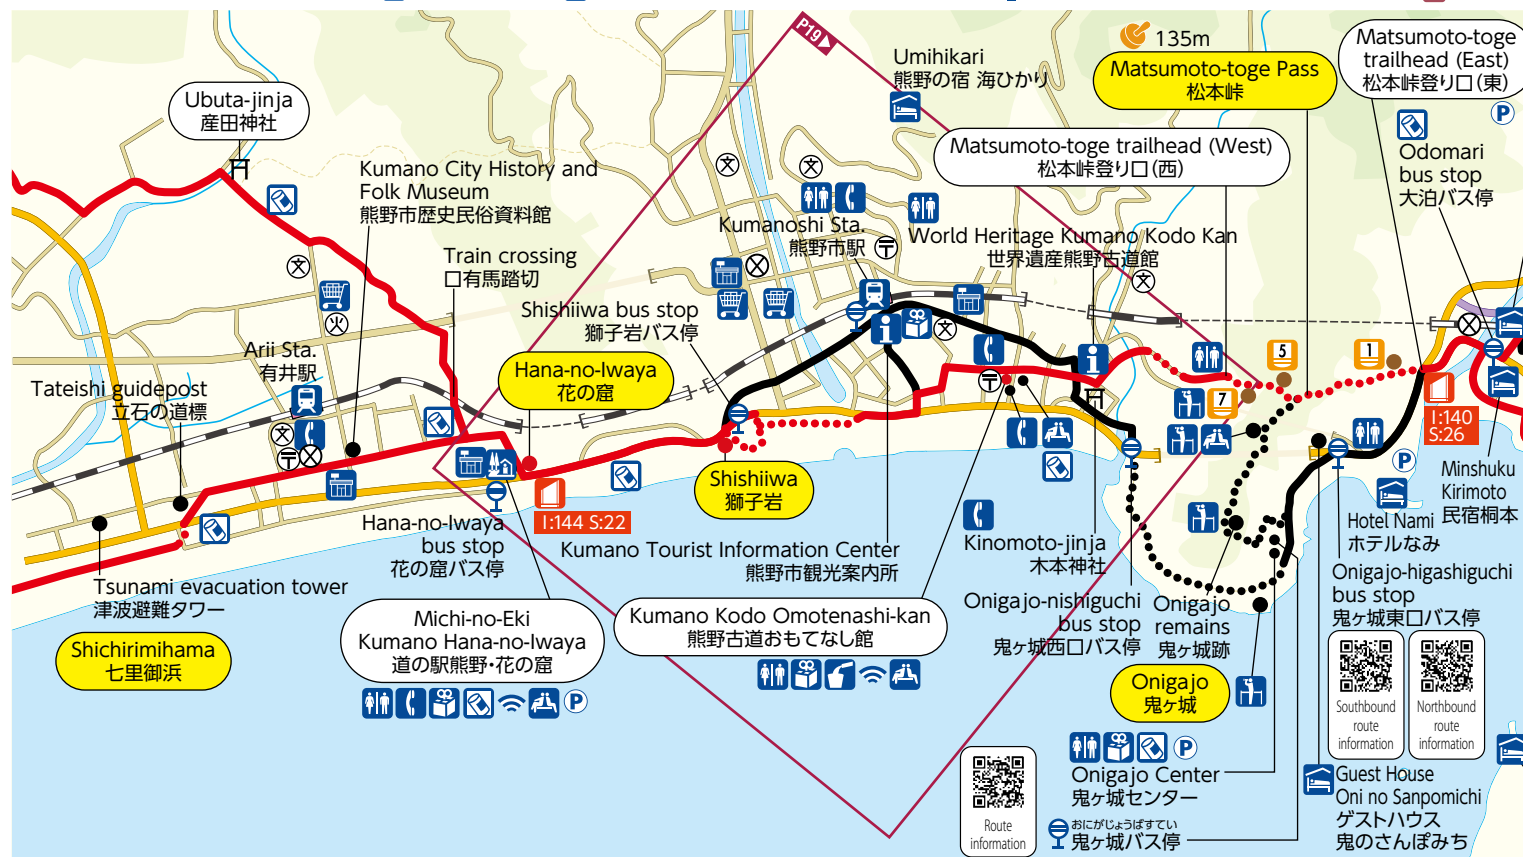 P19
135m
Matsumoto-toge Pass
松本峠
Matsumoto-toge
trailhead (East)
松本峠登り口(東)
P
Umihikari
熊野の宿 海ひかり
Ubuta-jinja
産田神社
Matsumoto-toge trailhead (West)
松本峠登り口(西)
Odomari
bus stop
大泊バス停
Kumano City History and
Folk Museum
熊野市歴史民俗資料館
文
文
Kumanoshi Sta.
熊野市駅
〒
World Heritage Kumano Kodo Kan
世界遺産熊野古道館
文
Train crossing
口有馬踏切
文
火
Shishiiwa bus stop
獅子岩バス停
文
Arii Sta.
有井駅
Hana-no-Iwaya
花の窟
5
1
7
Tateishi guidepost
立石の道標
文
〒
〒
I:140
S:26
P
Shishiiwa
獅子岩
Minshuku
Kirimoto
民宿桐本
I:144 S:22
Hana-no-Iwaya
bus stop
花の窟バス停
Hotel Nami
ホテルなみ
Kumano Tourist Information Center
熊野市観光案内所
Kinomoto-jinja
木本神社
Tsunami evacuation tower
津波避難タワー
Onigajo-higashiguchi
bus stop
鬼ヶ城東口バス停
Onigajo-nishiguchi
bus stop
鬼ヶ城西口バス停
Onigajo
remains
鬼ヶ城跡
Michi-no-Eki
Kumano Hana-no-Iwaya
道の駅熊野・花の窟
P
Kumano Kodo Omotenashi-kan
熊野古道おもてなし館
Shichirimihama
七里御浜
Onigajo
鬼ヶ城
Southbound
route
information
Northbound
route
information
P
Onigajo Center
鬼ヶ城センター
Guest House
Oni no Sanpomichi
ゲストハウス
鬼のさんぽみち
Route
information
おにがじょうばすてい
鬼ヶ城バス停